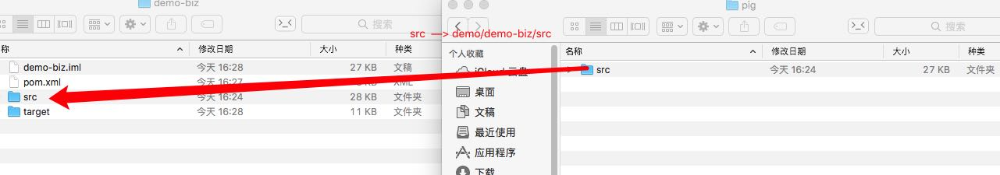 demo-biz
搜索
称 修改日期 大小 种类
demo-biz.iml 今天 16:28 27 KB 文稿
pom.xml 今天 16:27 KB XML
src 今天 16:24 28 KB 文件夹
target 今天 16:28 11 KB 文件夹
src —> demo/demo-biz/src
pig
搜索
个人收藏
iCloud 云盘
桌面
文稿
最近使用
应用程序
下载
名称 修改日期 大小 种类
src 今天 16:24 27 KB 文件夹